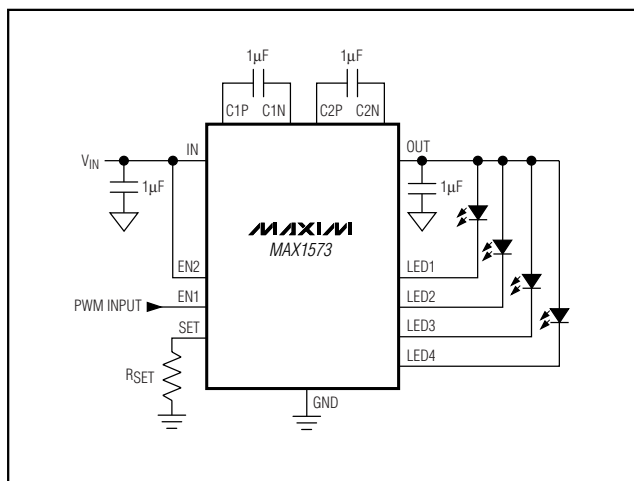 1μF
1μF
C1P
C1N
C2P
C2N
VIN
IN
OUT
1μF
1μF
MAXIM
MAX1573
EN2
LED1
PWM INPUT
EN1
LED2
SET
LED3
LED4
RSET
GND